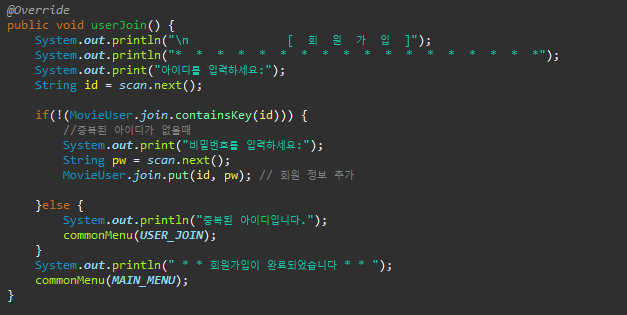 @Override
public void userJoin() {
System.out.println("\n [ 회 원 가 입 ]");
System.out.println("* * * * * * * * * * * * * * * * * *");
System.out.print("아이디를 입력하세요:");
String id = scan.next();
if(!(MovieUser.join.containsKey(id))) {
//중복된 아이디가 없을때
System.out.print("비밀번호를 입력하세요:");
String pw = scan.next();
MovieUser.join.put(id, pw); // 회원 정보 추가
}else {
System.out.println("중복된 아이디입니다.");
commonMenu(USER_JOIN);
}
System.out.println(" * * 회원가입이 완료되었습니다 * * ");
commonMenu(MAIN_MENU);
}